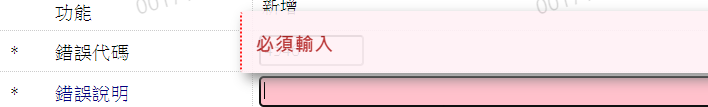 功能 新增
* 錯誤代碼 必須輸入
* 錯誤說明